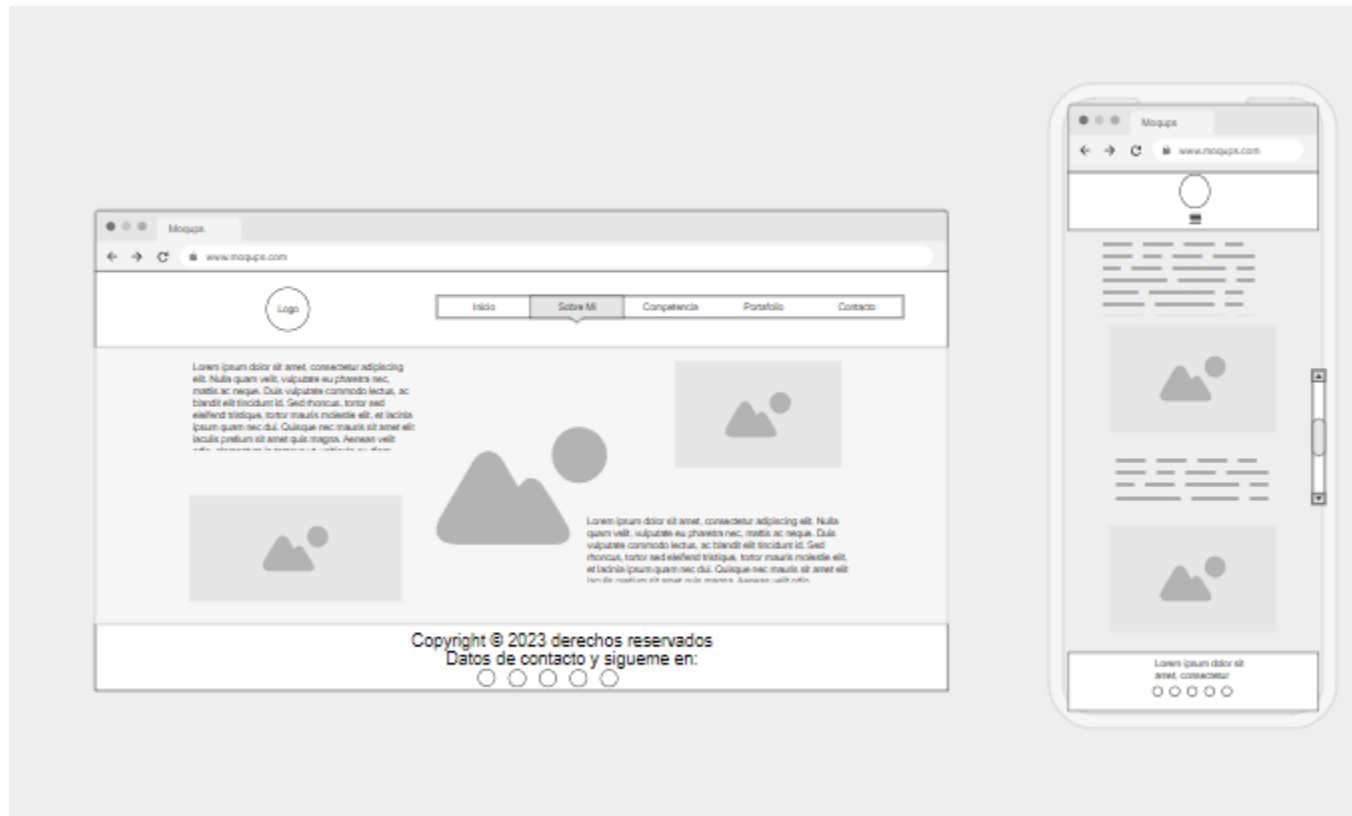 Moqups
www.moqups.com
Logo
Inicio
Sobre Mi
Competencia
Portafolio
Contacto
Lorem ipsum dolor sit amet, consectetur adipiscing
elit. Nulla quam velit, vulputate eu pharetra nec,
mattis ac neque. Duis vulputate commodo lectus, ac
blandit elit tincidunt id. Sed rhoncus, tortor sed
eleifend tristique, tortor mauris molestie elit, et lacinia
ipsum quam nec dui. Quisque nec mauris sit amet elit
iaculis pretium sit amet quis magna. Aenean velit
Lorem ipsum dolor sit amet, consectetur adipiscing elit. Nulla
quam velit, vulputate eu pharetra nec, mattis ac neque. Duis
vulputate commodo lectus, ac blandit elit tincidunt id. Sed
rhoncus, tortor sed eleifend tristique, tortor mauris molestie elit,
et lacinia ipsum quam nec dui. Quisque nec mauris sit amet elit
Copyright © 2023 derechos reservados
Datos de contacto y sigueme en:
Moqups
www.moqups.com
Lorem ipsum dolor sit
amet, consectetur